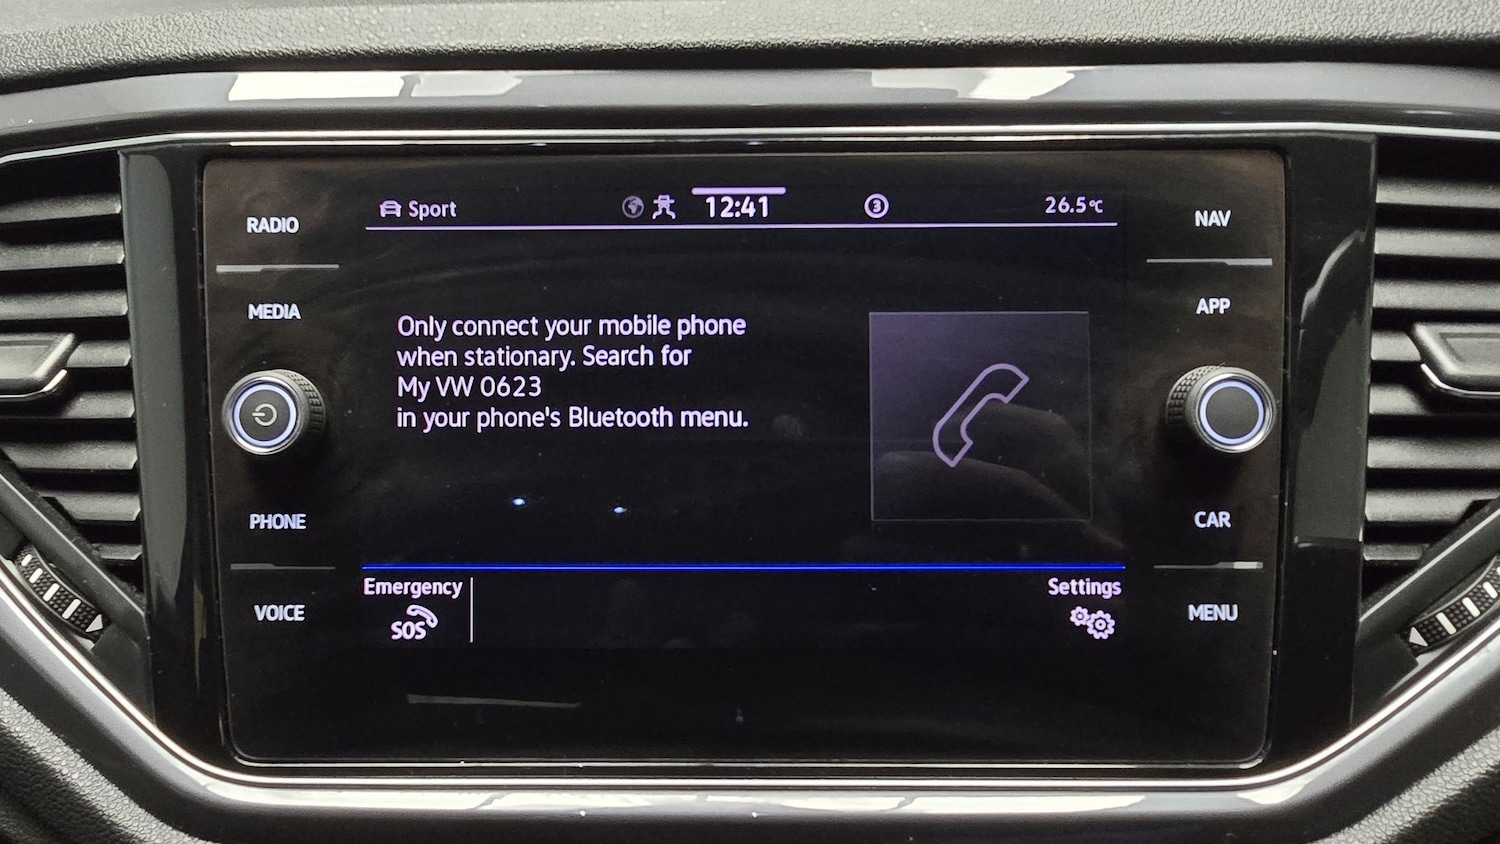 RADIO
MEDIA
PHONE
VOICE
Sport
12:41
3
26.5°C
Only connect your mobile phone
when stationary. Search for
My VW 0623
in your phone's Bluetooth menu.
Emergency
SOS
Settings
NAV
APP
CAR
MENU